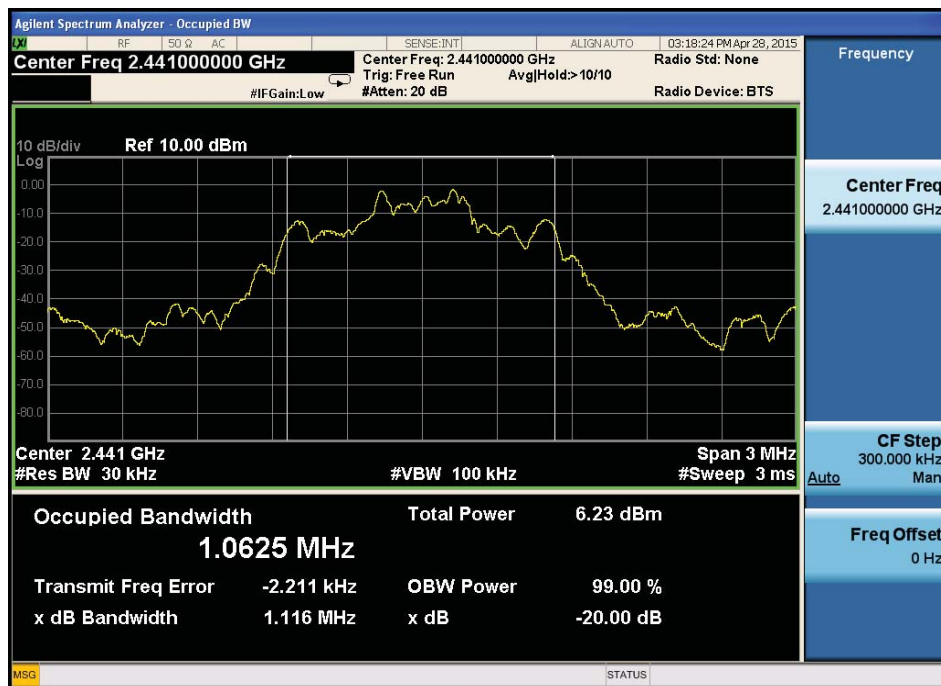 Agilent Spectrum Analyzer - Occupied BW
LXI RF 50 Ω AC SENSE:INT ALIGN AUTO 03:18:24 PM Apr 28, 2015
Center Freq 2.441000000 GHz
Center Freq: 2.441000000 GHz
Radio Std: None
Trig: Free Run Avg|Hold:> 10/10
#IFGain:Low
#Atten: 20 dB
Radio Device: BTS
10 dB/div Ref 10.00 dBm
Log
0.00
-10.0
-20.0
-30.0
-40.0
-50.0
-60.0
-70.0
-80.0
Center 2.441 GHz Span 3 MHz
#Res BW 30 kHz #VBW 100 kHz #Sweep 3 ms
Occupied Bandwidth Total Power 6.23 dBm
1.0625 MHz
Transmit Freq Error -2.211 kHz OBW Power 99.00 %
x dB Bandwidth 1.116 MHz x dB -20.00 dB
MSG STATUS
Frequency
Center Freq
2.441000000 GHz
CF Step
300.000 kHz
Auto Man
Freq Offset
0 Hz